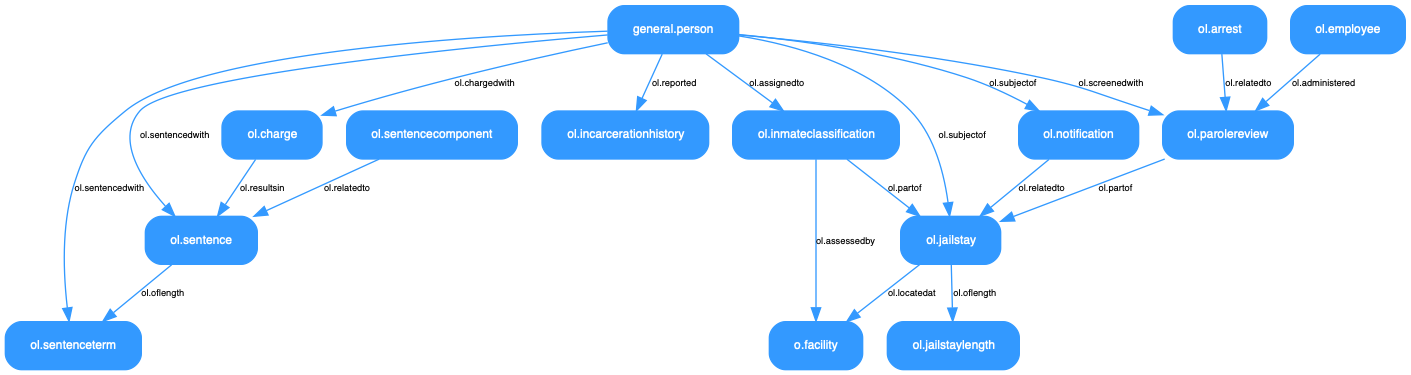 general.person
ol.arrest
ol.employee
ol.chargedwith
ol.reported
ol.assignedto
ol.subjectof
ol.screenedwith
ol.relatedto
ol.administered
ol.sentencedwith
ol.charge
ol.sentencecomponent
ol.incarcerationhistory
ol.inmateclassification
ol.subjectof
ol.notification
ol.parolereview
ol.sentencedwith
ol.resultsin
ol.relatedto
ol.partof
ol.relatedto
ol.partof
ol.sentence
ol.assessedby
ol.jailstay
ol.oflength
ol.locatedat
ol.oflength
ol.sentenceterm
o.facility
ol.jailstaylength